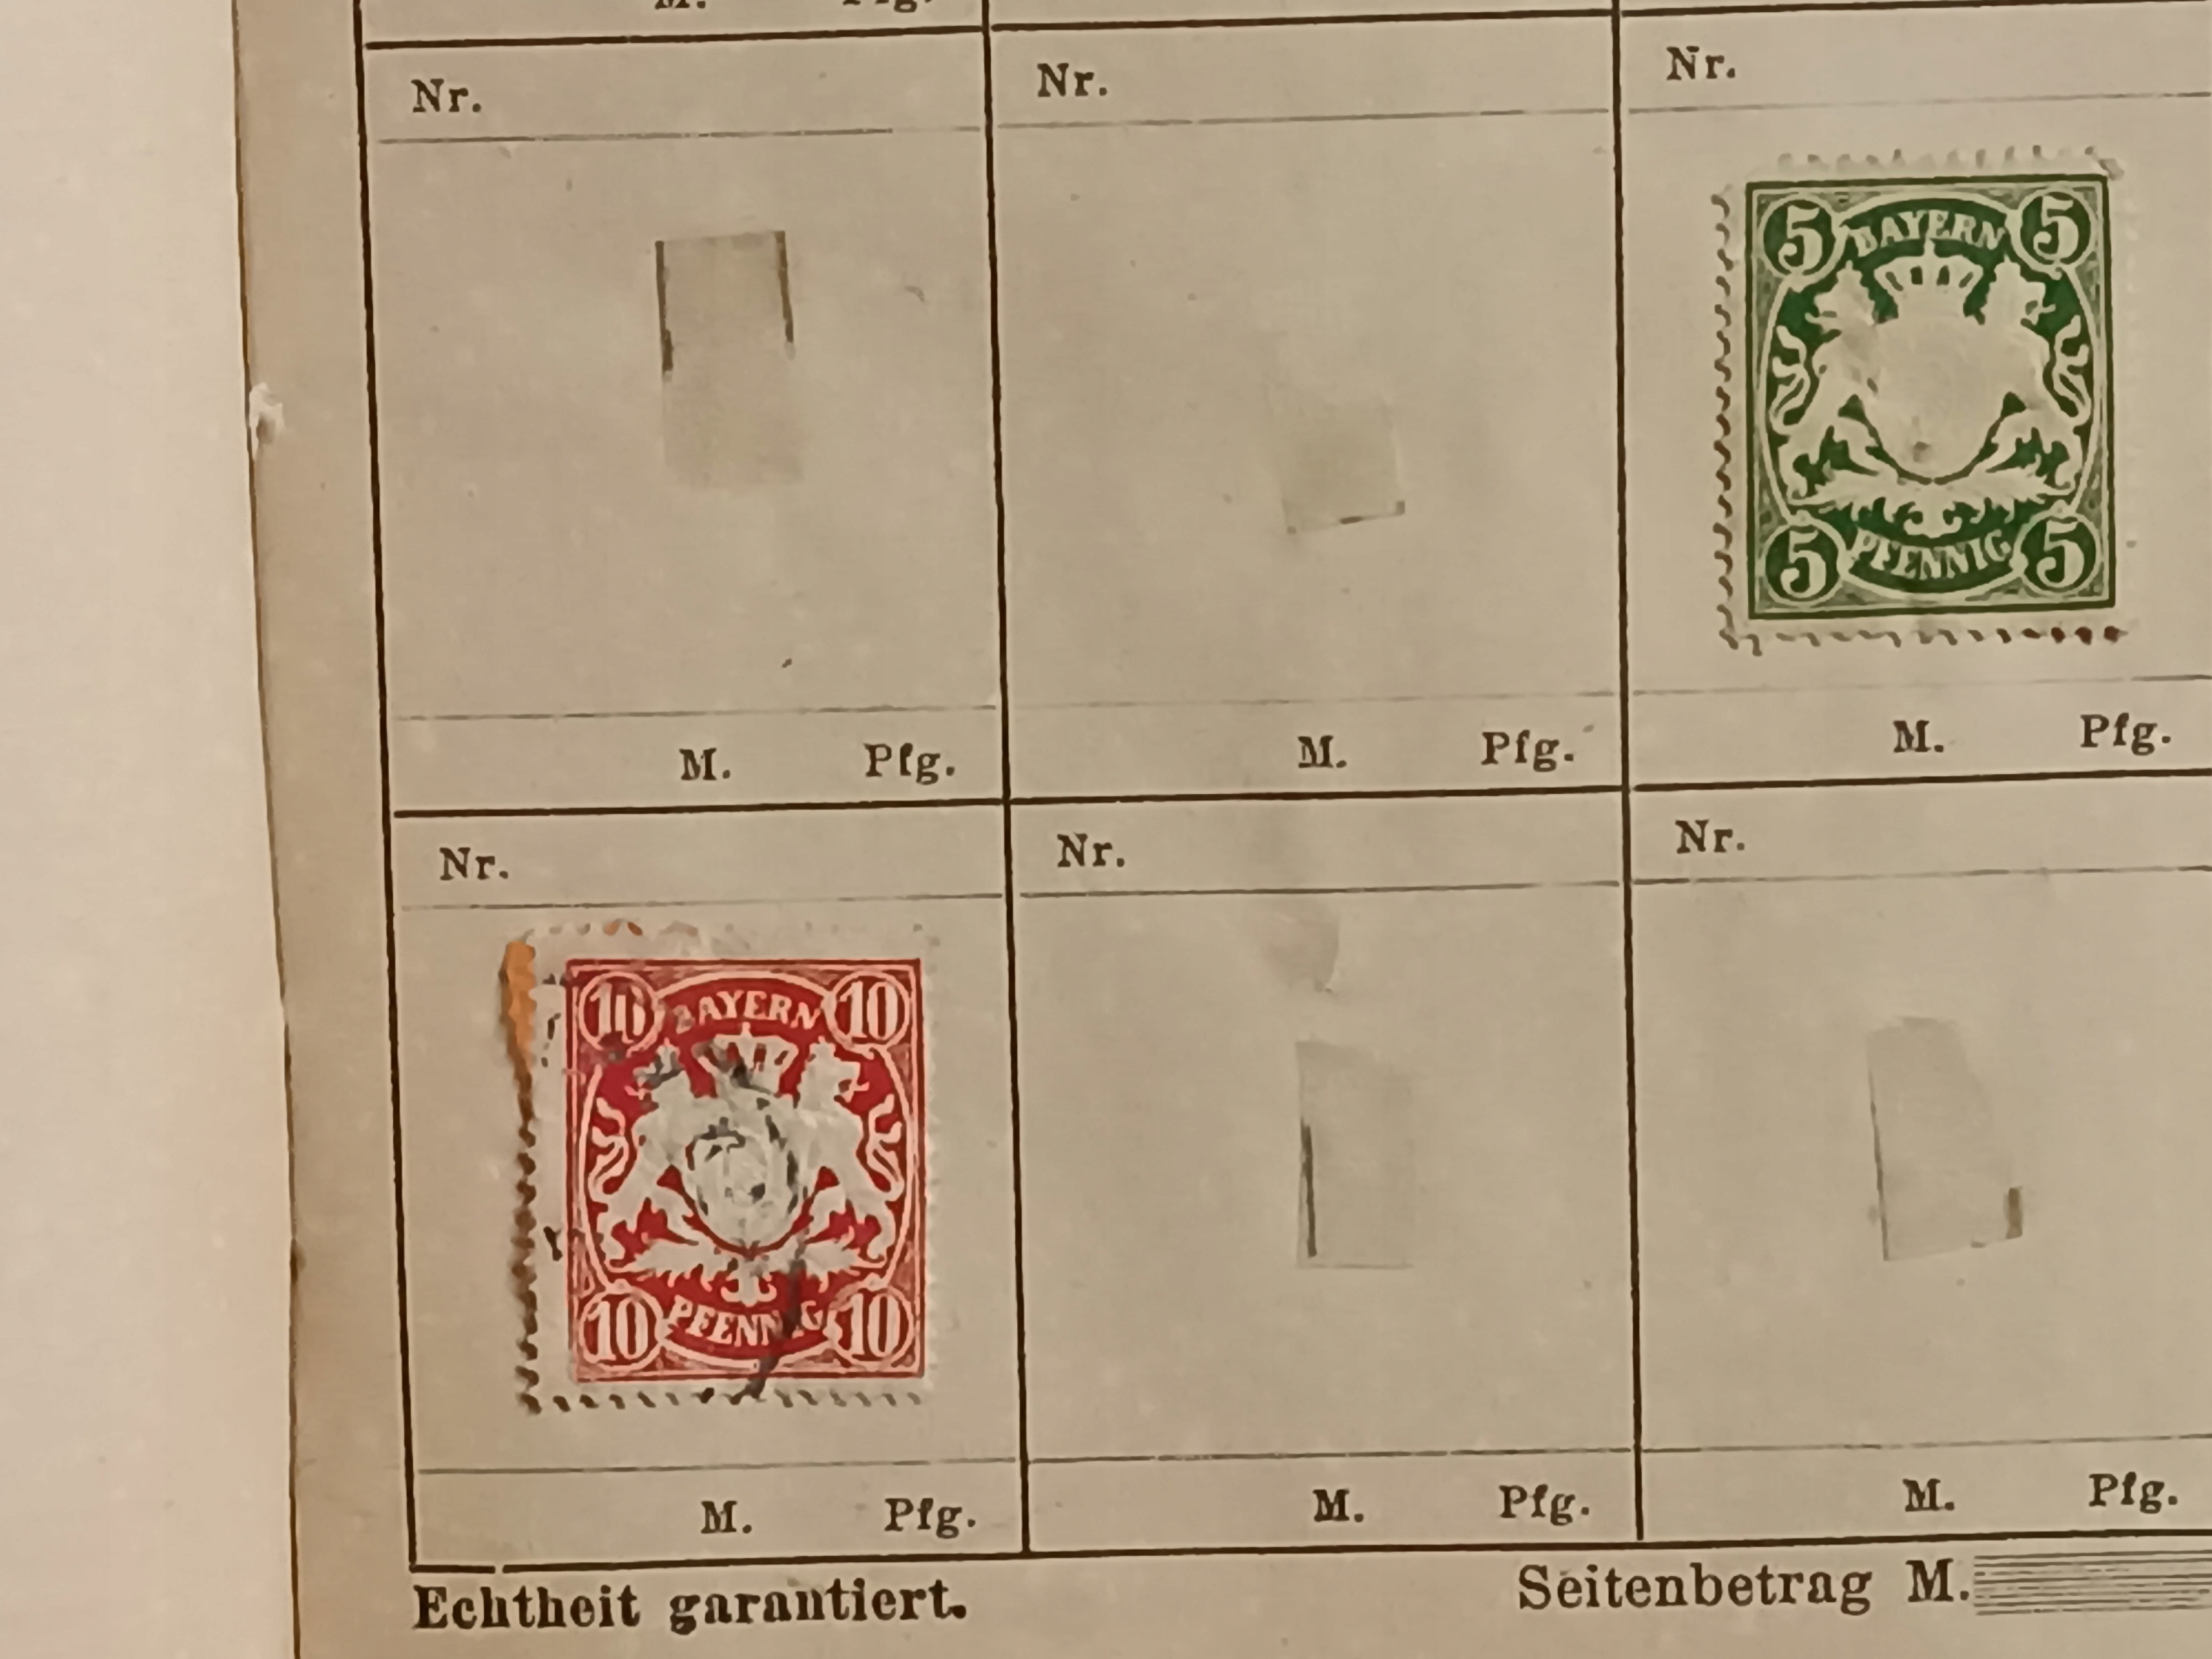 M. Pfg.
Nr. Nr. Nr.
5 BAYERN 5
5 PFENNIG 5
M. Pfg. M. Pfg. M. Pfg.
Nr. Nr. Nr.
10 BAYERN 10
10 PFENNIG 10
M. Pfg. M. Pfg. M. Pfg.
Echtheit garantiert. Seitenbetrag M.